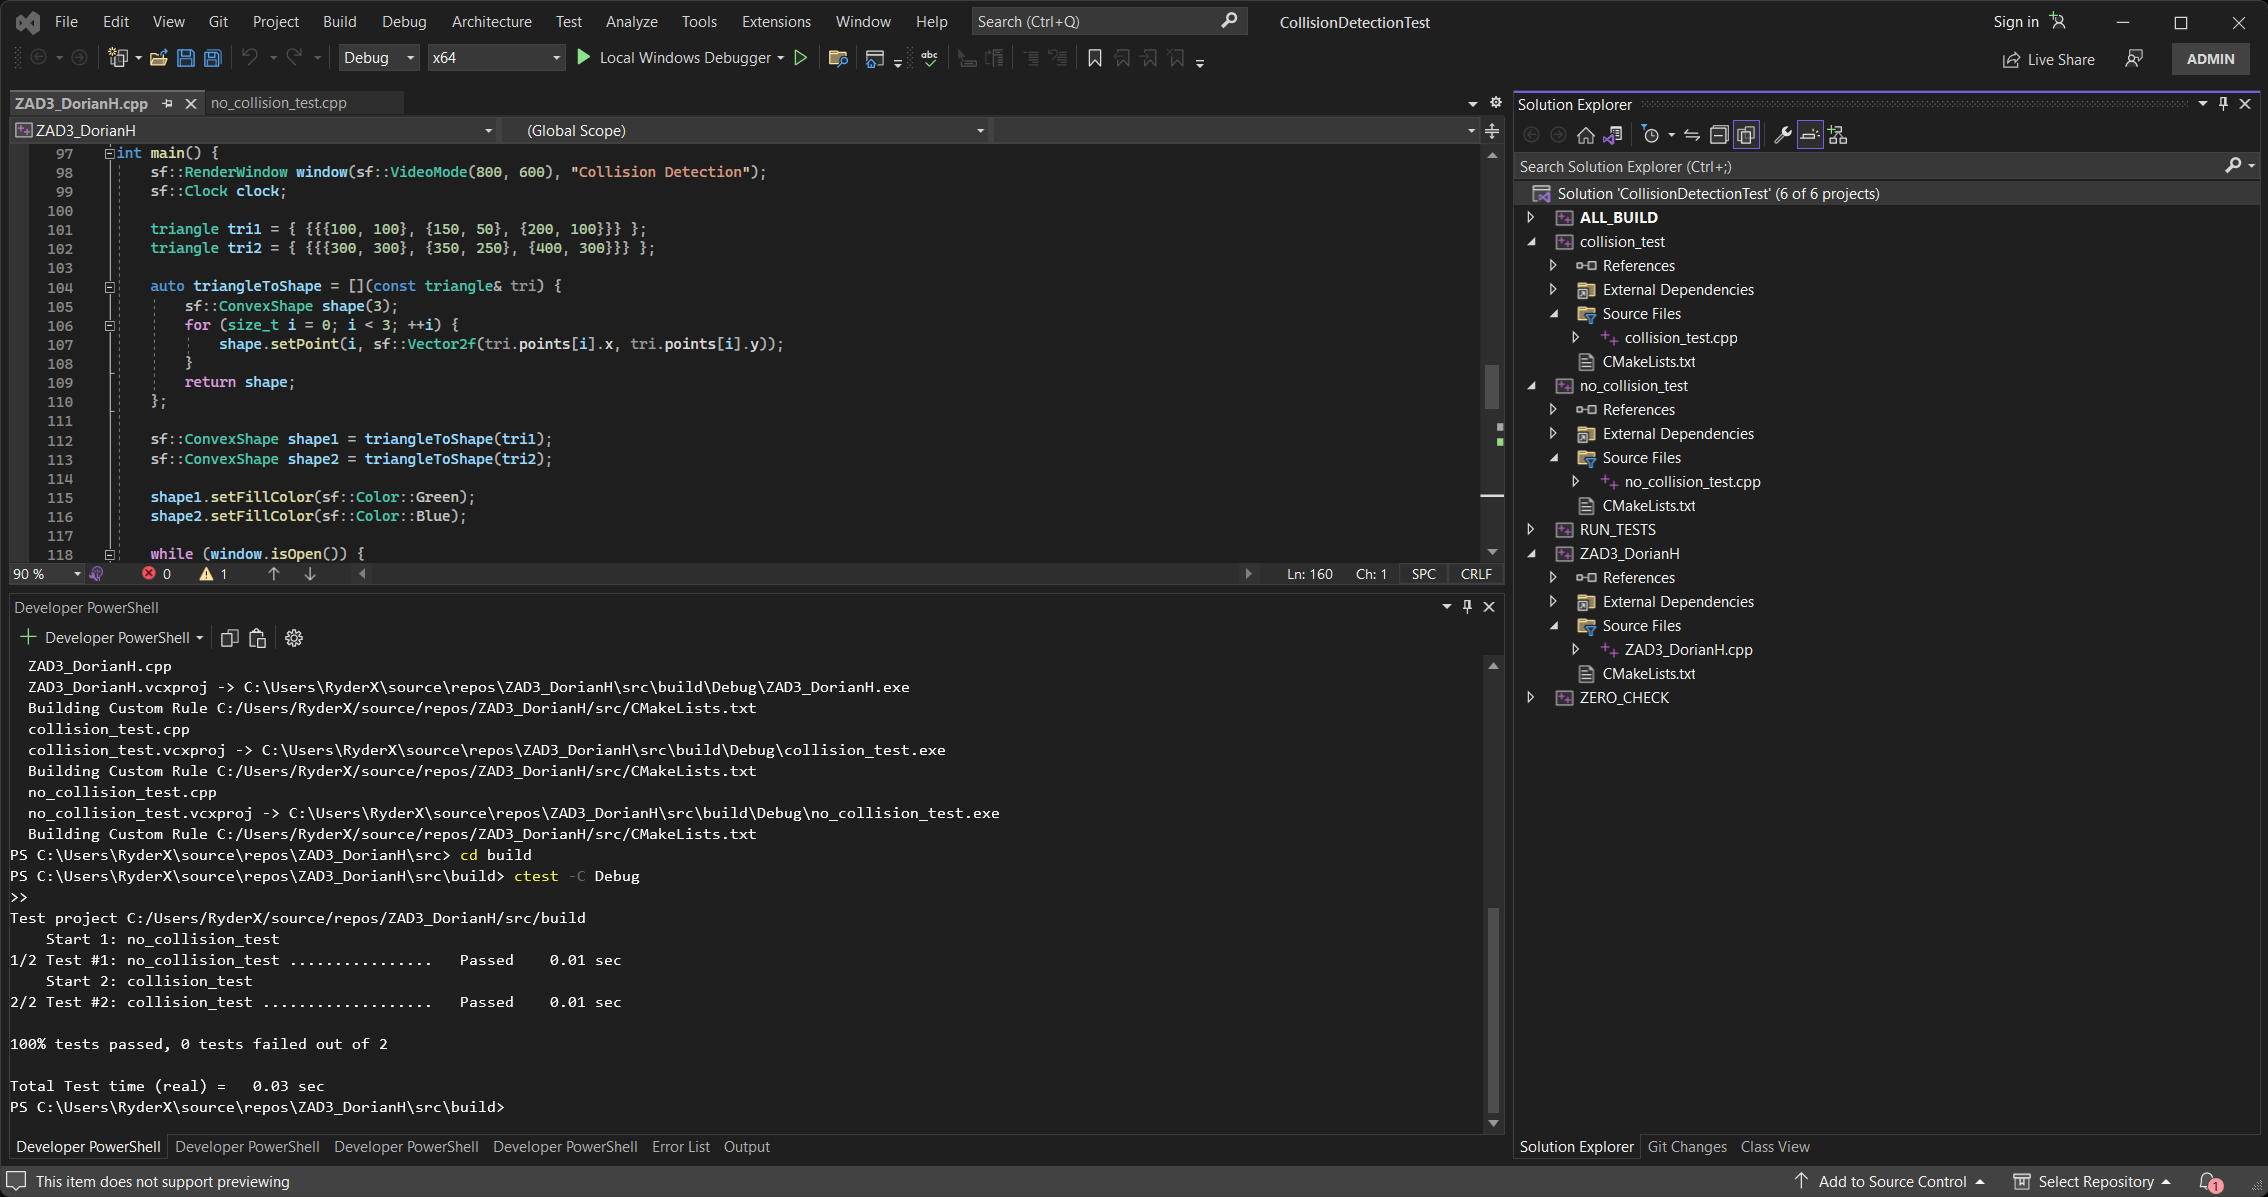 File Edit View Git Project Build Debug Architecture Test Analyze Tools Extensions Window Help Search (Ctrl+Q) CollisionDetectionTest Sign in
Debug x64 Local Windows Debugger abc Live Share ADMIN
ZAD3_DorianH.cpp no_collision_test.cpp
ZAD3_DorianH (Global Scope)
97 int main() {
98 sf::RenderWindow window(sf::VideoMode(800, 600), "Collision Detection");
99 sf::Clock clock;
100
101 triangle tri1 = { {{{100, 100}, {150, 50}, {200, 100}}} };
102 triangle tri2 = { {{{300, 300}, {350, 250}, {400, 300}}} };
103
104 auto triangleToShape = [](const triangle& tri) {
105 sf::ConvexShape shape(3);
106 for (size_t i = 0; i < 3; ++i) {
107 shape.setPoint(i, sf::Vector2f(tri.points[i].x, tri.points[i].y));
108 }
109 return shape;
110 };
111
112 sf::ConvexShape shape1 = triangleToShape(tri1);
113 sf::ConvexShape shape2 = triangleToShape(tri2);
114
115 shape1.setFillColor(sf::Color::Green);
116 shape2.setFillColor(sf::Color::Blue);
117
118 while (window.isOpen()) {
90 % 0 1 Ln: 160 Ch: 1 SPC CRLF
Developer PowerShell
Developer PowerShell
ZAD3_DorianH.cpp
ZAD3_DorianH.vcxproj -> C:\Users\RyderX\source\repos\ZAD3_DorianH\src\build\Debug\ZAD3_DorianH.exe
Building Custom Rule C:/Users/RyderX/source/repos/ZAD3_DorianH/src/CMakeLists.txt
collision_test.cpp
collision_test.vcxproj -> C:\Users\RyderX\source\repos\ZAD3_DorianH\src\build\Debug\collision_test.exe
Building Custom Rule C:/Users/RyderX/source/repos/ZAD3_DorianH/src/CMakeLists.txt
no_collision_test.cpp
no_collision_test.vcxproj -> C:\Users\RyderX\source\repos\ZAD3_DorianH\src\build\Debug\no_collision_test.exe
Building Custom Rule C:/Users/RyderX/source/repos/ZAD3_DorianH/src/CMakeLists.txt
PS C:\Users\RyderX\source\repos\ZAD3_DorianH\src> cd build
PS C:\Users\RyderX\source\repos\ZAD3_DorianH\src\build> ctest -C Debug
>>
Test project C:/Users/RyderX/source/repos/ZAD3_DorianH/src/build
Start 1: no_collision_test
1/2 Test #1: no_collision_test ................ Passed 0.01 sec
Start 2: collision_test
2/2 Test #2: collision_test ................... Passed 0.01 sec
100% tests passed, 0 tests failed out of 2
Total Test time (real) = 0.03 sec
PS C:\Users\RyderX\source\repos\ZAD3_DorianH\src\build>
Developer PowerShell Developer PowerShell Developer PowerShell Developer PowerShell Error List Output
Solution Explorer
Search Solution Explorer (Ctrl+;)
Solution 'CollisionDetectionTest' (6 of 6 projects)
ALL_BUILD
collision_test
References
External Dependencies
Source Files
collision_test.cpp
CMakeLists.txt
no_collision_test
References
External Dependencies
Source Files
no_collision_test.cpp
CMakeLists.txt
RUN_TESTS
ZAD3_DorianH
References
External Dependencies
Source Files
ZAD3_DorianH.cpp
CMakeLists.txt
ZERO_CHECK
Solution Explorer Git Changes Class View
This item does not support previewing Add to Source Control Select Repository 1